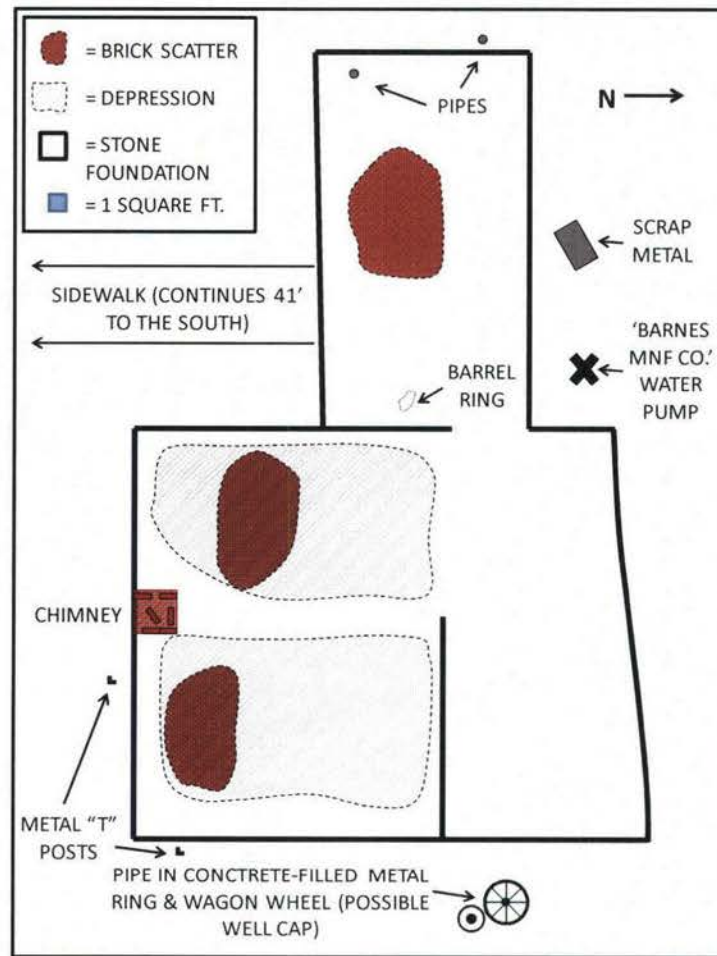 = BRICK SCATTER
= DEPRESSION
= STONE
FOUNDATION
= 1 SQUARE FT.
PIPES
N
SCRAP
METAL
SIDEWALK (CONTINUES 41'
TO THE SOUTH)
'BARNES
MNF CO.'
WATER
PUMP
BARREL
RING
CHIMNEY
METAL "T"
POSTS
PIPE IN CONCRETE-FILLED METAL
RING & WAGON WHEEL (POSSIBLE
WELL CAP)